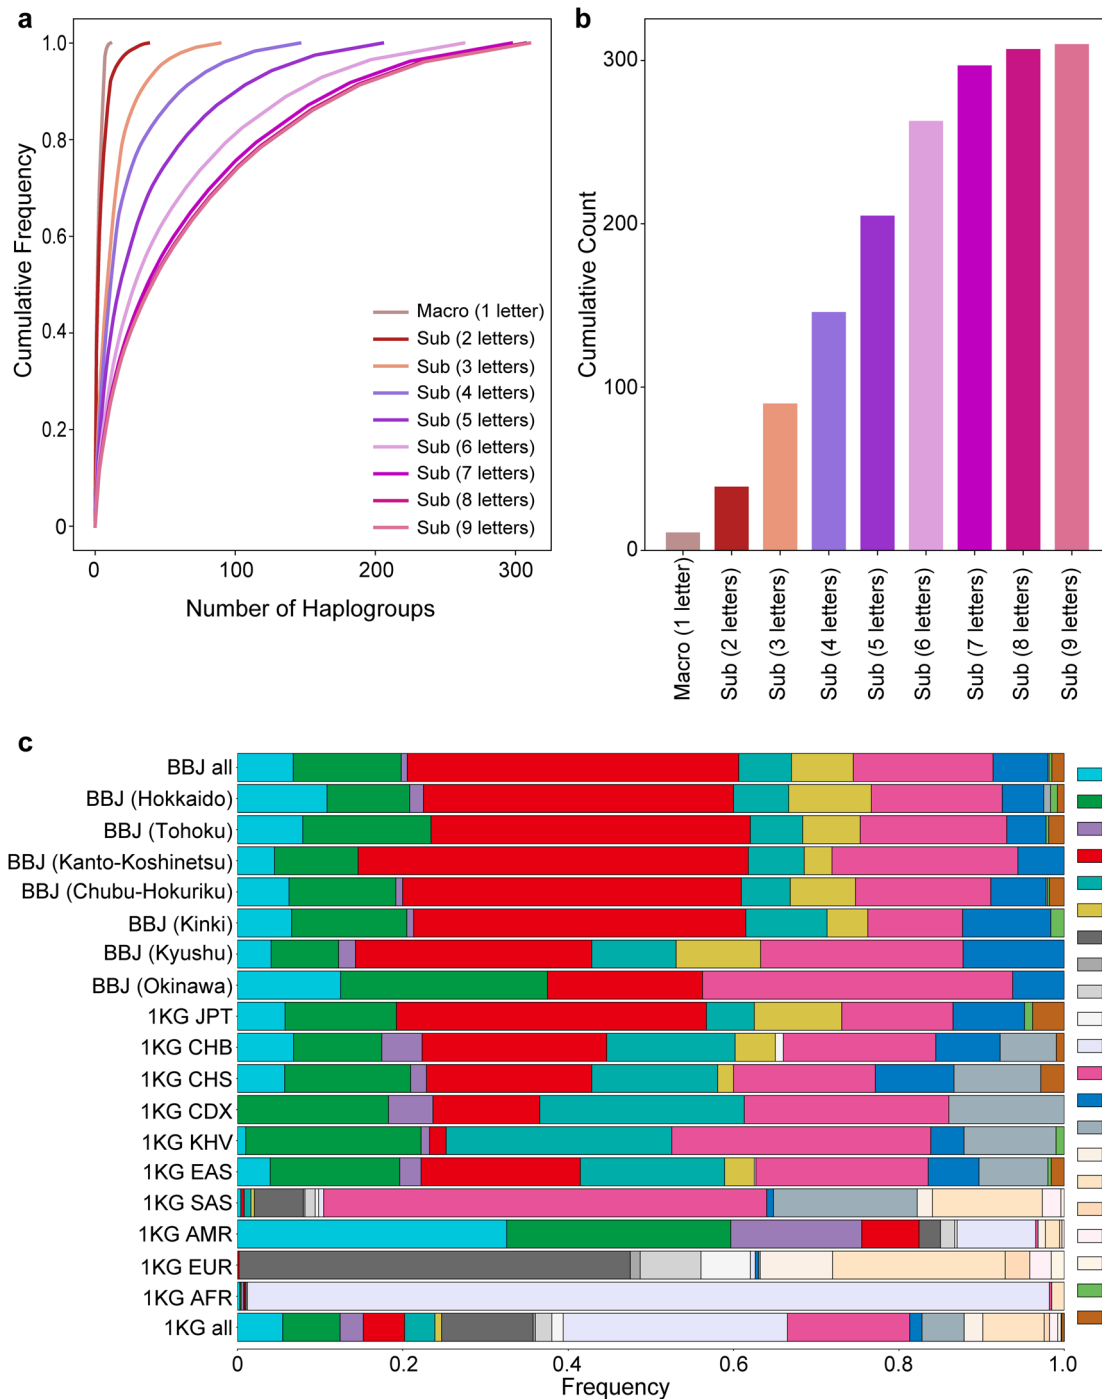 a
Cumulative Frequency
1.0
0.8
0.6
0.4
0.2
0
0 100 200 300
Number of Haplogroups
Macro (1 letter)
Sub (2 letters)
Sub (3 letters)
Sub (4 letters)
Sub (5 letters)
Sub (6 letters)
Sub (7 letters)
Sub (8 letters)
Sub (9 letters)
b
Cumulative Count
300
200
100
0
Macro (1 letter)
Sub (2 letters)
Sub (3 letters)
Sub (4 letters)
Sub (5 letters)
Sub (6 letters)
Sub (7 letters)
Sub (8 letters)
Sub (9 letters)
c
BBJ all
BBJ (Hokkaido)
BBJ (Tohoku)
BBJ (Kanto-Koshinetsu)
BBJ (Chubu-Hokuriku)
BBJ (Kinki)
BBJ (Kyushu)
BBJ (Okinawa)
1KG JPT
1KG CHB
1KG CHS
1KG CDX
1KG KHV
1KG EAS
1KG SAS
1KG AMR
1KG EUR
1KG AFR
1KG all
0 0.2 0.4 0.6 0.8 1.0
Frequency